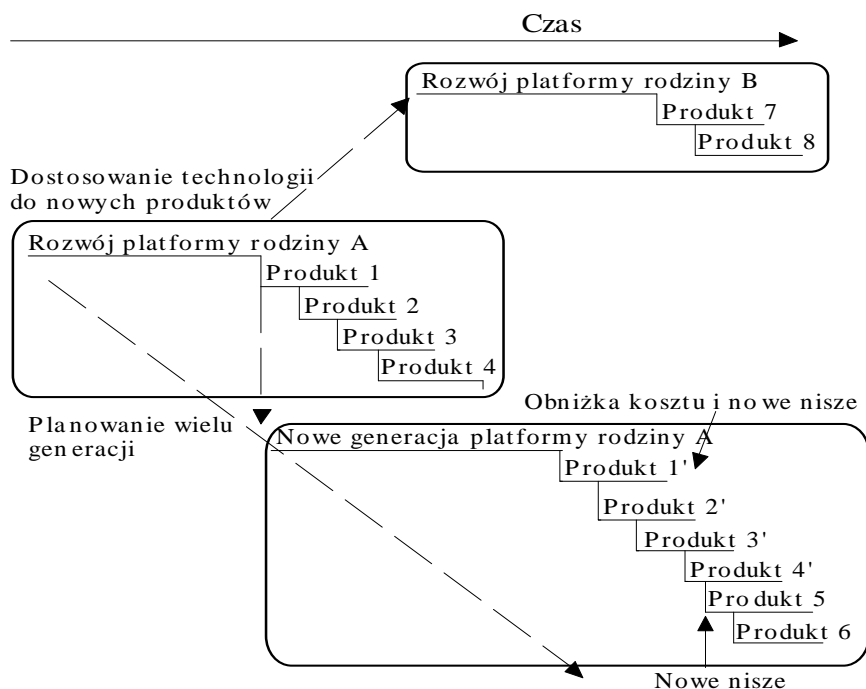 Czas
Rozwój platformy rodziny B
Produkt 7
Produkt 8
Dostosowanie technologii
do nowych produktów
Rozwój platformy rodziny A
Produkt 1
Produkt 2
Produkt 3
Produkt 4
Planowanie wielu
generacji
Obniżka kosztu i nowe nisze
Nowe generacja platformy rodziny A
Produkt 1'
Produkt 2'
Produkt 3'
Produkt 4'
Produkt 5
Produkt 6
Nowe nisze